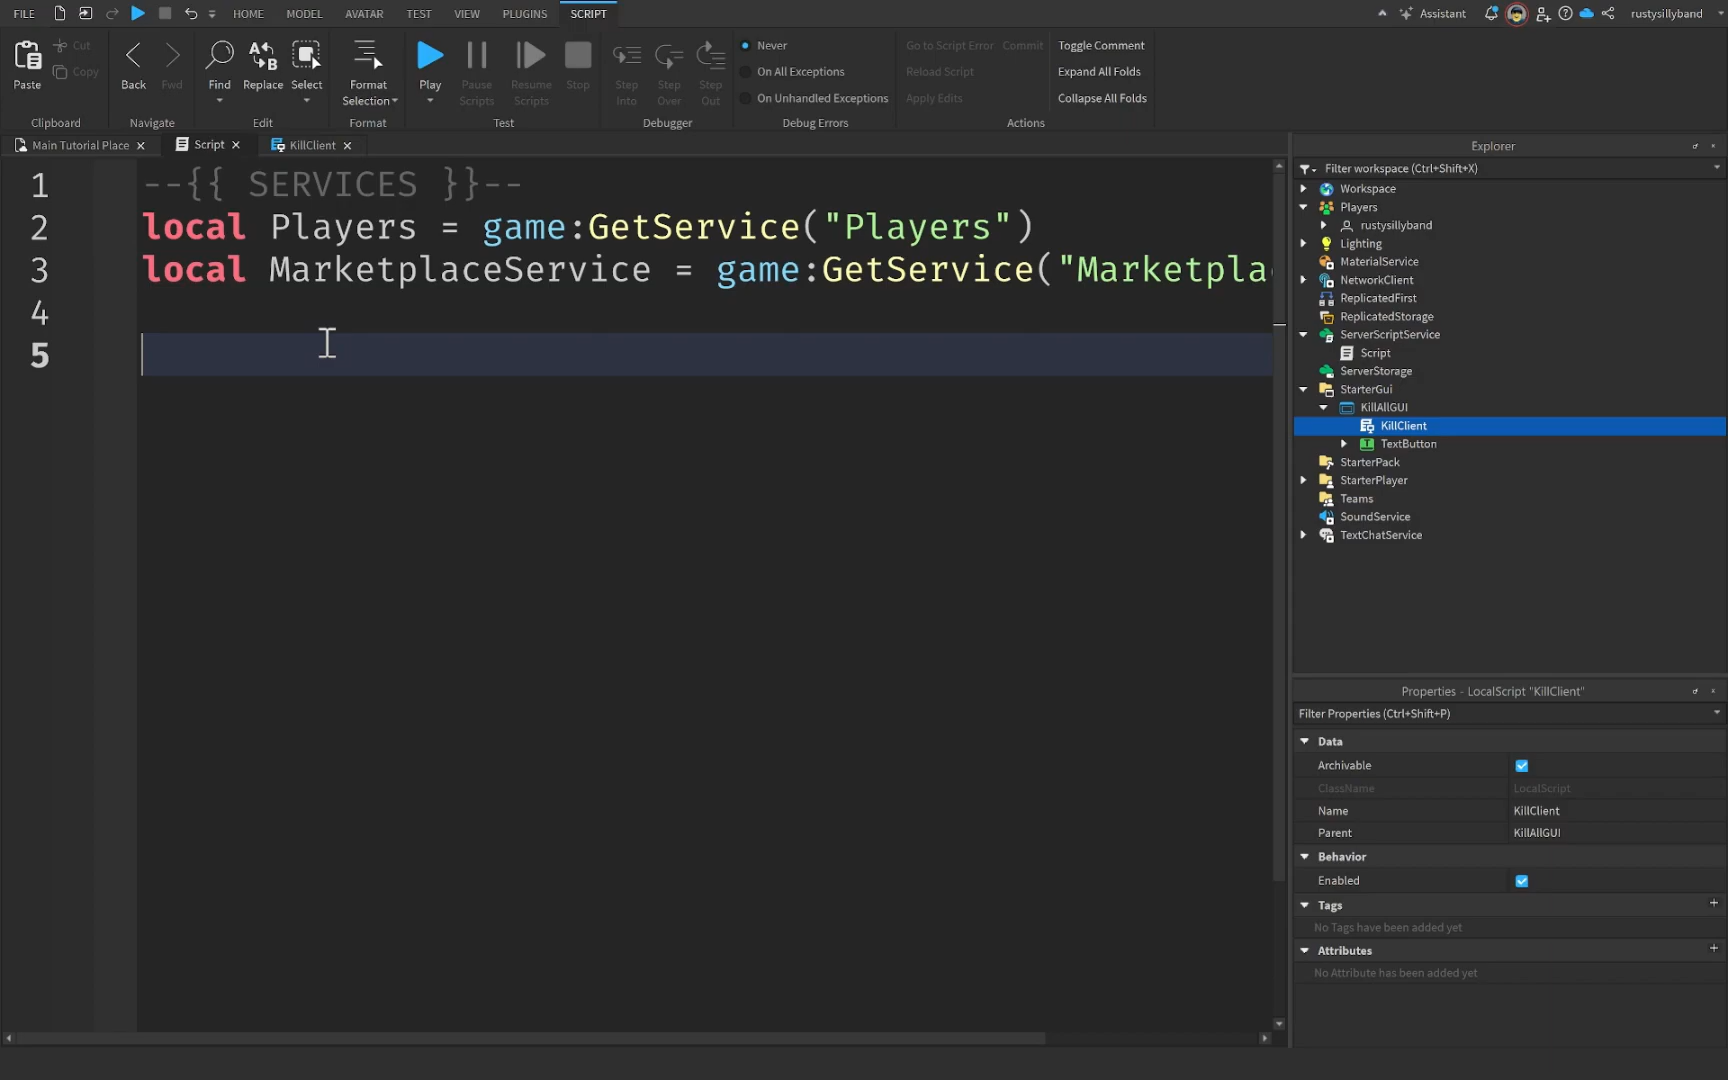 FILE HOME MODEL AVATAR TEST VIEW PLUGINS SCRIPT Assistant rustysillyband
Paste Cut Copy Back Fwd Find Replace Select Format Selection Play Pause Scripts Resume Scripts Stop Step Into Step Over Step Out
Never
On All Exceptions
On Unhandled Exceptions
Go to Script Error Commit
Reload Script
Apply Edits
Toggle Comment
Expand All Folds
Collapse All Folds
Clipboard Navigate Edit Format Test Debugger Debug Errors Actions
Main Tutorial Place Script KillClient
1 --{{ SERVICES }}--
2 local Players = game:GetService("Players")
3 local MarketplaceService = game:GetService("Marketpla
4
5
Explorer
Filter workspace (Ctrl+Shift+X)
Workspace
Players
rustysillyband
Lighting
MaterialService
NetworkClient
ReplicatedFirst
ReplicatedStorage
ServerScriptService
Script
ServerStorage
StarterGui
KillAllGUI
KillClient
TextButton
StarterPack
StarterPlayer
Teams
SoundService
TextChatService
Properties - LocalScript "KillClient"
Filter Properties (Ctrl+Shift+P)
Data
Archivable
ClassName LocalScript
Name KillClient
Parent KillAllGUI
Behavior
Enabled
Tags
No Tags have been added yet
Attributes
No Attribute has been added yet